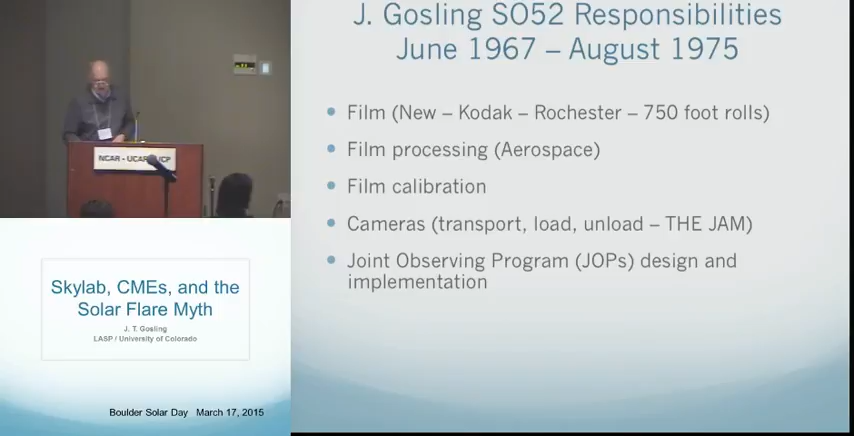 NCAR - UCAR
Skylab, CMEs, and the
Solar Flare Myth
J. T. Gosling
LASP / University of Colorado
Boulder Solar Day March 17, 2015
J. Gosling SO52 Responsibilities
June 1967 – August 1975
• Film (New – Kodak – Rochester – 750 foot rolls)
• Film processing (Aerospace)
• Film calibration
• Cameras (transport, load, unload – THE JAM)
• Joint Observing Program (JOPs) design and
implementation